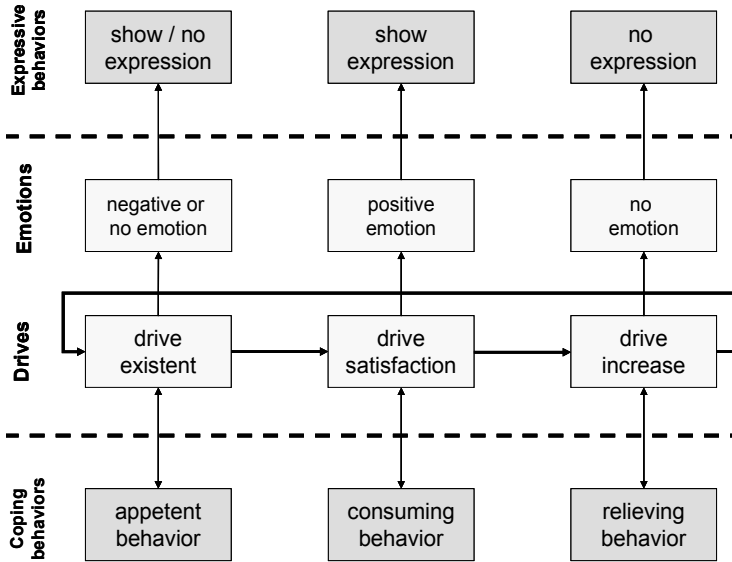 Expressive
behaviors
show / no
expression
show
expression
no
expression
Emotions
negative or
no emotion
positive
emotion
no
emotion
Drives
drive
existent
drive
satisfaction
drive
increase
Coping
behaviors
appetent
behavior
consuming
behavior
relieving
behavior